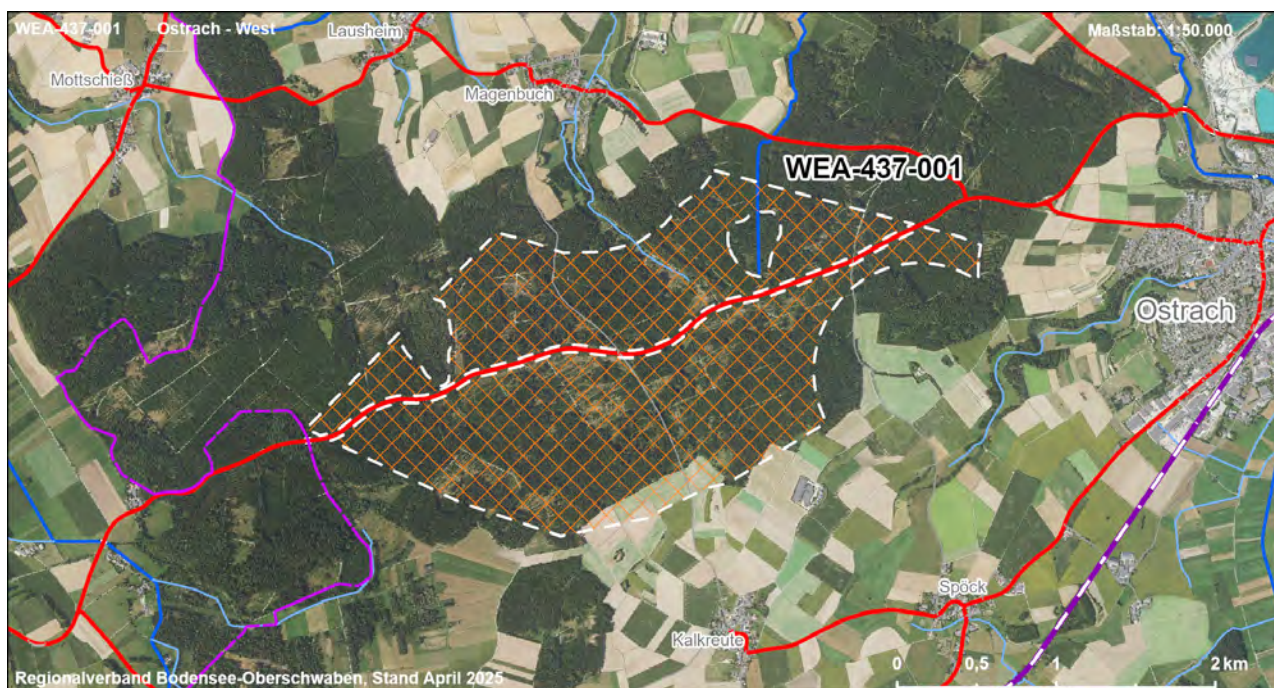 WEA-437-001 Ostrach - West
Maßstab: 1:50.000
Lausheim
Mottschieß
Magenbuch
WEA-437-001
Ostrach
Spöck
Kalkreute
0 0,5 1 2 km
Regionalverband Bodensee-Oberschwaben, Stand April 2025